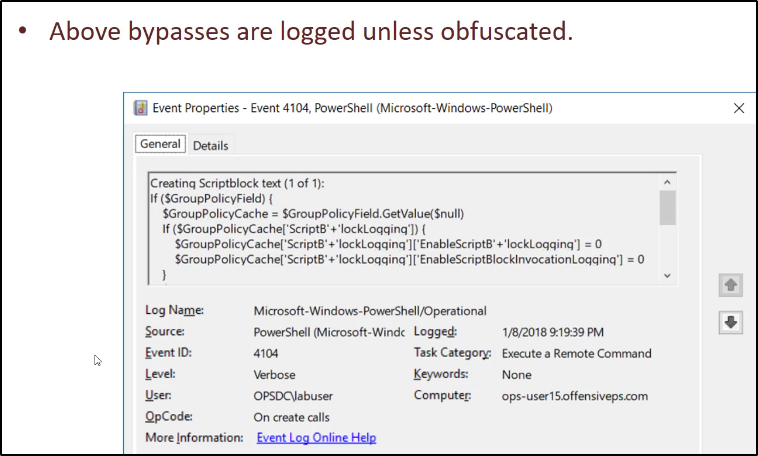 • Above bypasses are logged unless obfuscated.
Event Properties - Event 4104, PowerShell (Microsoft-Windows-PowerShell)
General Details
Creating Scriptblock text (1 of 1):
If ($GroupPolicyField) {
$GroupPolicyCache = $GroupPolicyField.GetValue($null)
If ($GroupPolicyCache['ScriptB'+'lockLogging']) {
$GroupPolicyCache['ScriptB'+'lockLogging']['EnableScriptB'+'lockLogging'] = 0
$GroupPolicyCache['ScriptB'+'lockLogging']['EnableScriptBlockInvocationLogging'] = 0
}
Log Name: Microsoft-Windows-PowerShell/Operational
Source: PowerShell (Microsoft-Windo Logged: 1/8/2018 9:19:39 PM
Event ID: 4104 Task Category: Execute a Remote Command
Level: Verbose Keywords: None
User: OPSDC\labuser Computer: ops-user15.offensiveps.com
OpCode: On create calls
More Information: Event Log Online Help